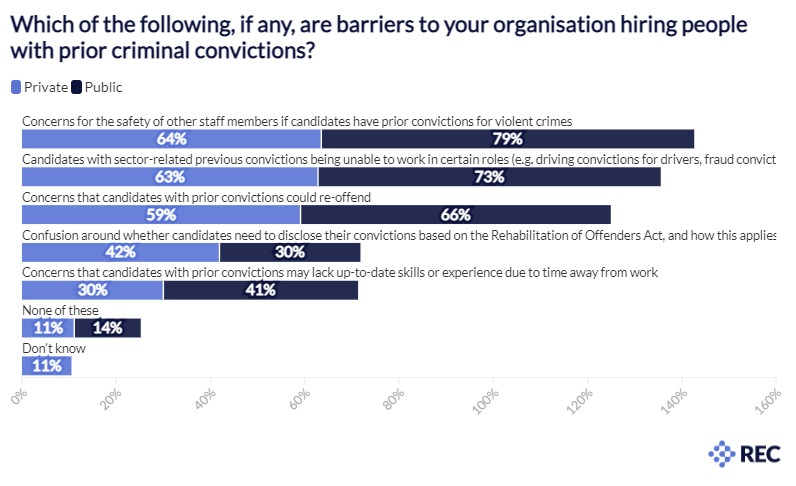 Which of the following, if any, are barriers to your organisation hiring people
with prior criminal convictions?
Private Public
Concerns for the safety of other staff members if candidates have prior convictions for violent crimes
64% 79%
Candidates with sector-related previous convictions being unable to work in certain roles (e.g. driving convictions for drivers, fraud convict
63% 73%
Concerns that candidates with prior convictions could re-offend
59% 66%
Confusion around whether candidates need to disclose their convictions based on the Rehabilitation of Offenders Act, and how this applies
42% 30%
Concerns that candidates with prior convictions may lack up-to-date skills or experience due to time away from work
30% 41%
None of these
11% 14%
Don't know
11%
0% 20% 40% 60% 80% 100% 120% 140% 160%
REC